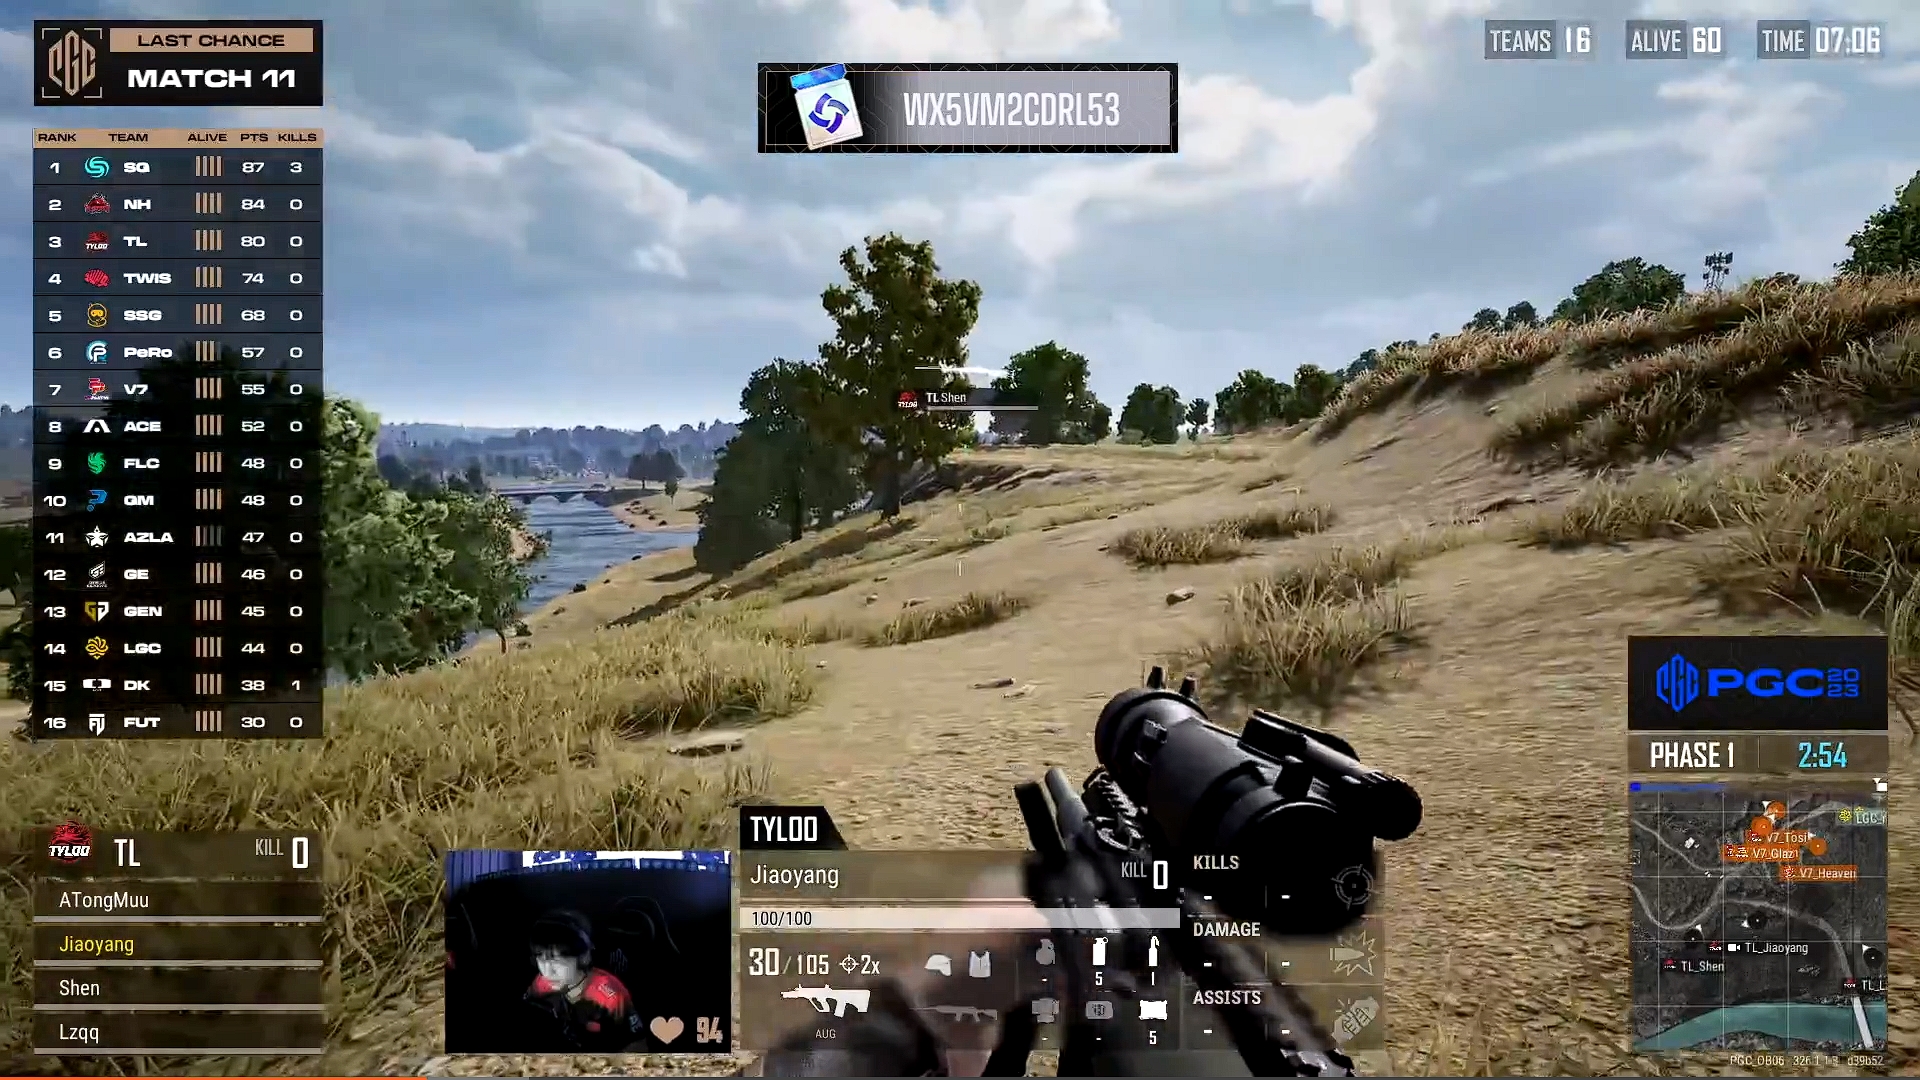 LAST CHANCE
MATCH 11
TEAMS 16 ALIVE 60 TIME 07:06
WX5VM2CDRL53
RANK TEAM ALIVE PTS KILLS
1 SQ 87 3
2 NH 84 0
3 TL 80 0
4 TWIS 74 0
5 SSG 68 0
6 PeRo 57 0
7 V7 55 0
8 ACE 52 0
9 FLC 48 0
10 QM 48 0
11 AZLA 47 0
12 GE 46 0
13 GEN 45 0
14 LGC 44 0
15 DK 38 1
16 FUT 30 0
TYLOO TL Shen
PGC 2023
PHASE 1 2:54
V7_Tosi
V7_Glaz1
V7_Heaven
TL_Jiaoyang
TL_Shen
TL_L
TYLOO TL KILL 0
ATongMuu
Jiaoyang
Shen
Lzqq
94
TYLOO
Jiaoyang KILL 0
100/100
30/105 2x
AUG
5 1
- - 5
KILLS
- -
DAMAGE
- -
ASSISTS
- -